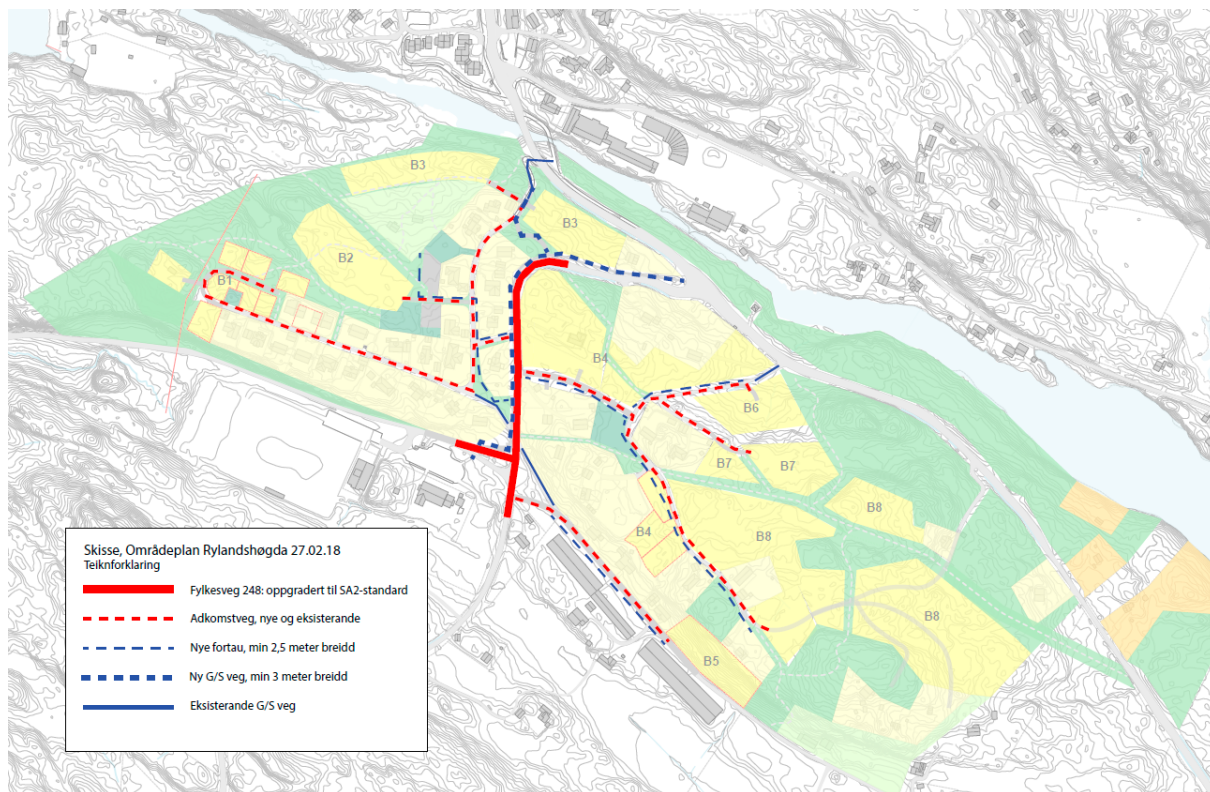 B3
B3
B2
B1
B4
B6
B7
B7
B8
B4
B8
B8
B5
Skisse, Områdeplan Rylandshøgda 27.02.18
Teiknforklaring
Fylkesveg 248: oppgradert til SA2-standard
Adkomstveg, nye og eksisterande
Nye fortau, min 2,5 meter breidd
Ny G/S veg, min 3 meter breidd
Eksisterande G/S veg